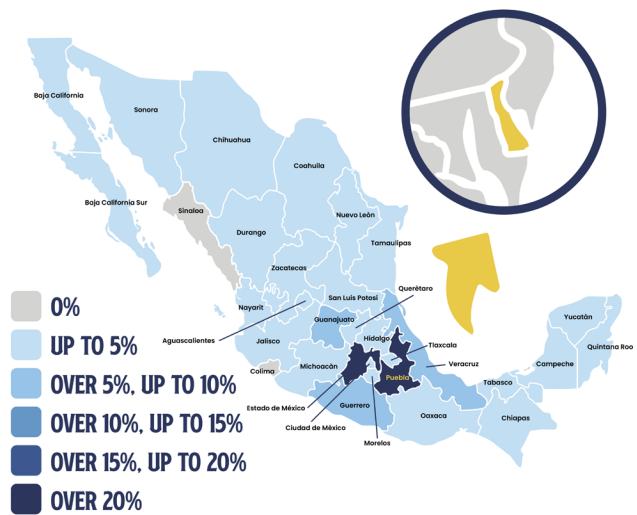 Baja California
Sonora
Chihuahua
Coahuila
Baja California Sur
Sinaloa
Nuevo León
Durango
Tamaulipas
Zacatecas
Querétaro
San Luis Potosí
Nayarit
Guanajuato
Yucatán
Aguascalientes
Hidalgo
Tlaxcala
Quintana Roo
Jalisco
Michoacán
Veracruz
Campeche
Colima
Puebla
Tabasco
Estado de México
Guerrero
Oaxaca
Chiapas
Ciudad de México
Morelos
0%
UP TO 5%
OVER 5%, UP TO 10%
OVER 10%, UP TO 15%
OVER 15%, UP TO 20%
OVER 20%